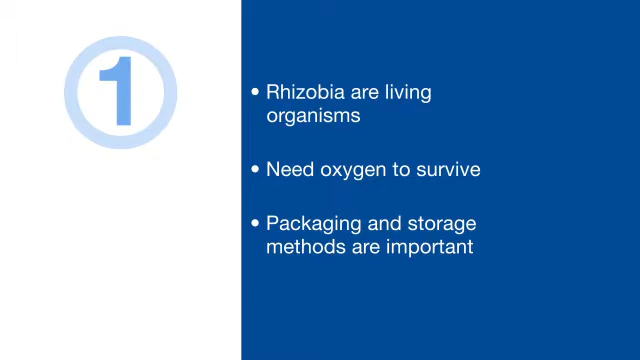 1
• Rhizobia are living
organisms
• Need oxygen to survive
• Packaging and storage
methods are important